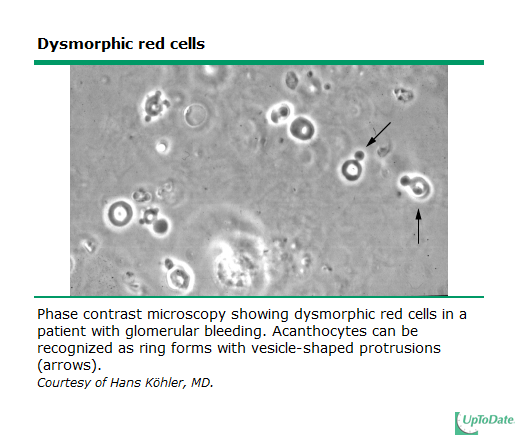 Dysmorphic red cells
Phase contrast microscopy showing dysmorphic red cells in a
patient with glomerular bleeding. Acanthocytes can be
recognized as ring forms with vesicle-shaped protrusions
(arrows).
Courtesy of Hans Köhler, MD.
UpToDate